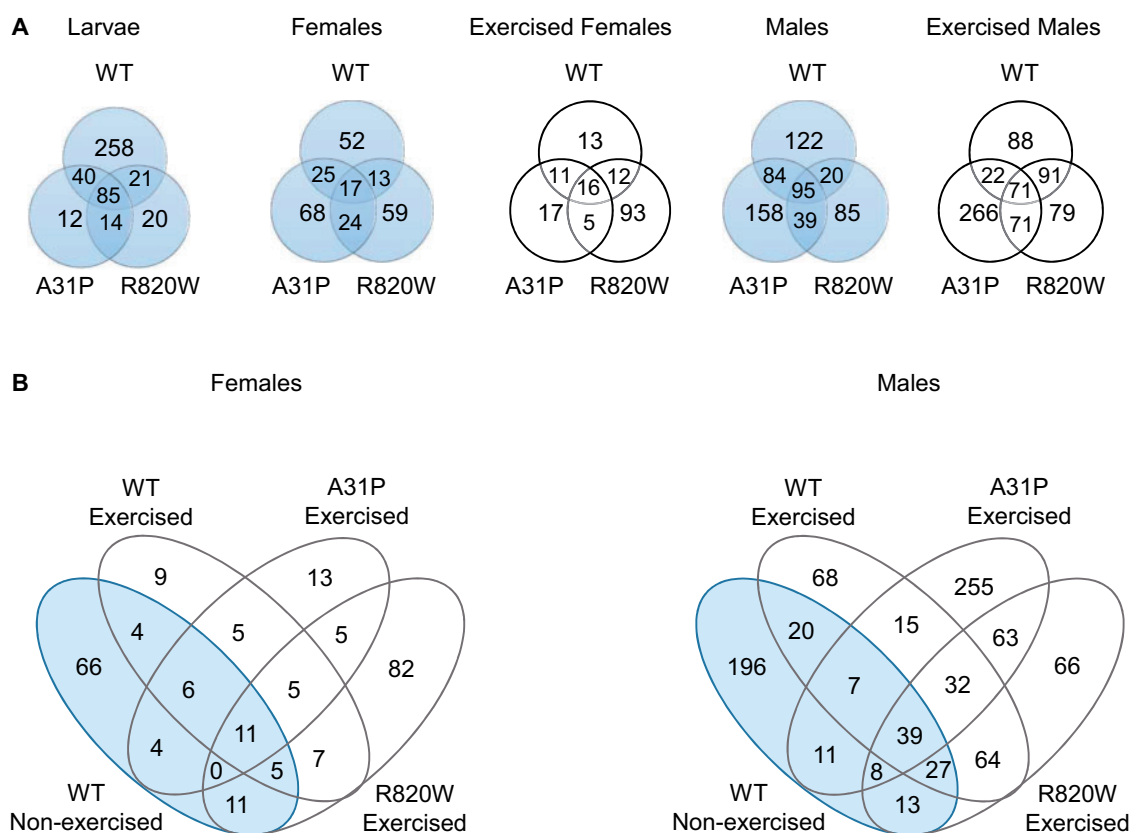 A Larvae Females Exercised Females Males Exercised Males
WT WT WT WT WT
258 52 13 122 88
40 21 25 13 11 12 84 20 22 91
85 17 16 95 71
12 14 20 68 24 59 17 5 93 158 39 85 266 71 79
A31P R820W A31P R820W A31P R820W A31P R820W A31P R820W
B Females Males
WT Exercised A31P Exercised WT Exercised A31P Exercised
9 13 68 255
4 5 5 20 15 63
66 6 5 82 196 7 32 66
11 39
4 0 5 7 11 8 27 64
11 13
WT Non-exercised R820W Exercised WT Non-exercised R820W Exercised